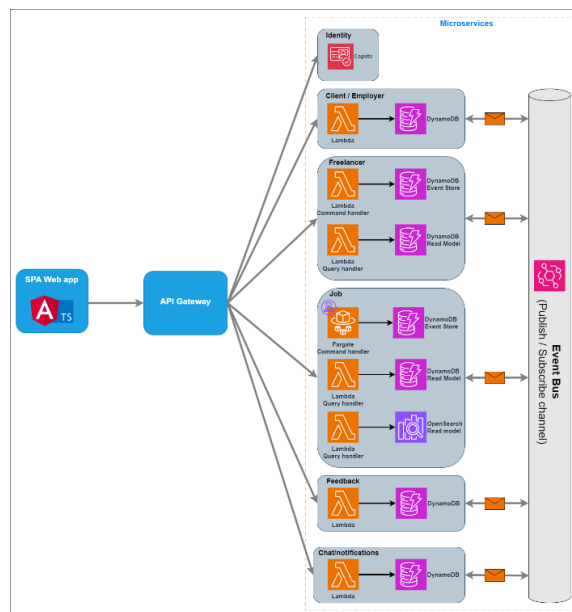 Microservices
Identity
Cognito
Client / Employer
Lambda
DynamoDB
Freelancer
Lambda
Command handler
DynamoDB
Event Store
Lambda
Query handler
DynamoDB
Read Model
SPA Web app
TS
API Gateway
Job
Fargate
Command handler
DynamoDB
Event Store
Lambda
Query handler
DynamoDB
Read Model
Lambda
Query handler
OpenSearch
Read model
Feedback
Lambda
DynamoDB
Chat/notifications
Lambda
DynamoDB
Event Bus
(Publish / Subscribe channel)